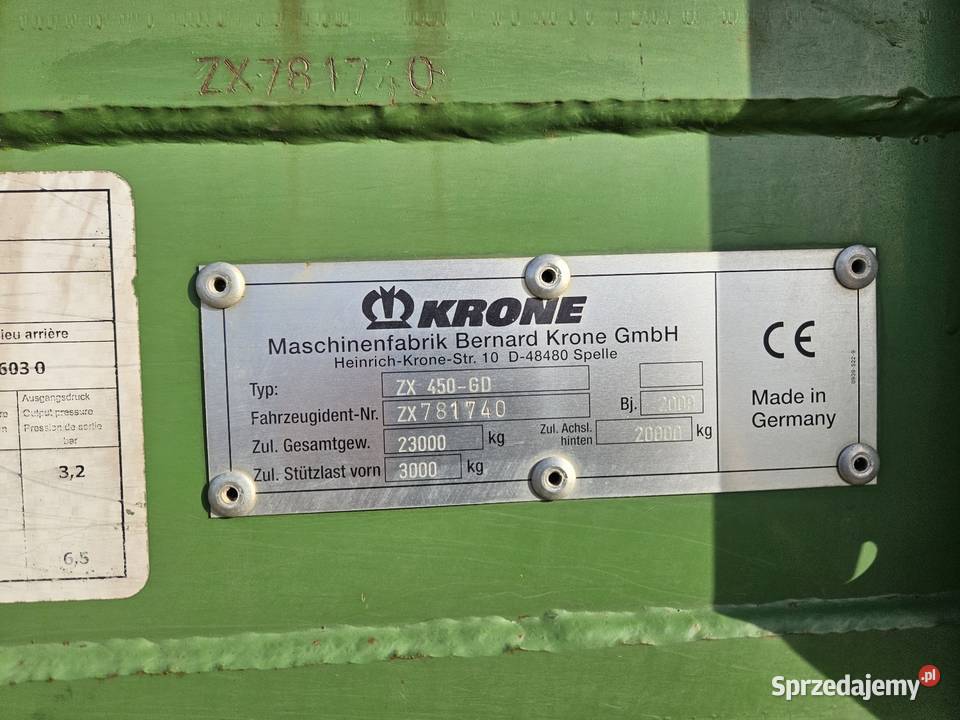 ZX781740
KRONE
Maschinenfabrik Bernard Krone GmbH
Heinrich-Krone-Str. 10 D-48480 Spelle
Typ: ZX 450-GD
Fahrzeugident-Nr. ZX781740 Bj. 2000
Zul. Gesamtgew. 23000 kg Zul. Achsl. hinten 20000 kg
Zul. Stützlast vorn 3000 kg
CE
Made in
Germany
ieu arrière
603 0
Ausgangsdruck
Output pressure
Pression de sortie
bar
3,2
6,5
Sprzedajemy.pl